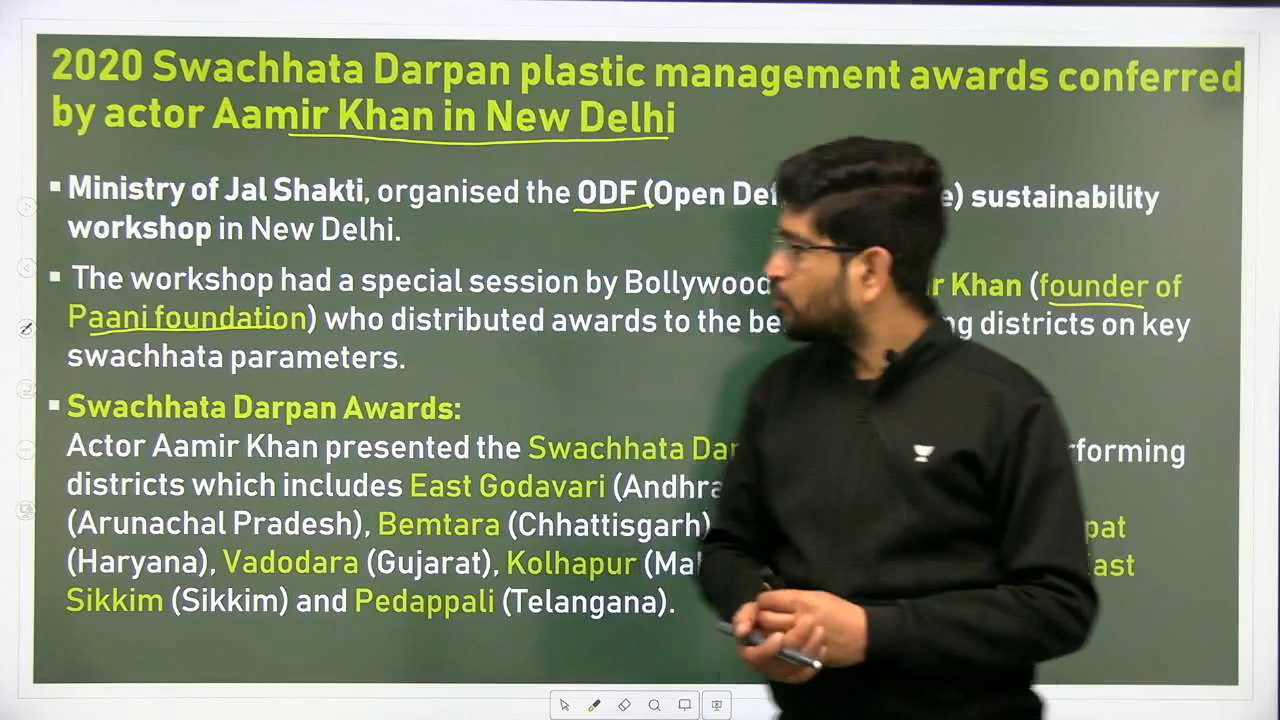 2020 Swachhata Darpan plastic management awards conferred
by actor Aamir Khan in New Delhi
▪ Ministry of Jal Shakti, organised the ODF (Open Def e) sustainability
workshop in New Delhi.
▪ The workshop had a special session by Bollywood r Khan (founder of
Paani foundation) who distributed awards to the be ng districts on key
swachhata parameters.
▪ Swachhata Darpan Awards:
Actor Aamir Khan presented the Swachhata Dar rforming
districts which includes East Godavari (Andhra
(Arunachal Pradesh), Bemtara (Chhattisgarh) pat
(Haryana), Vadodara (Gujarat), Kolhapur (Mah East
Sikkim (Sikkim) and Pedappali (Telangana).